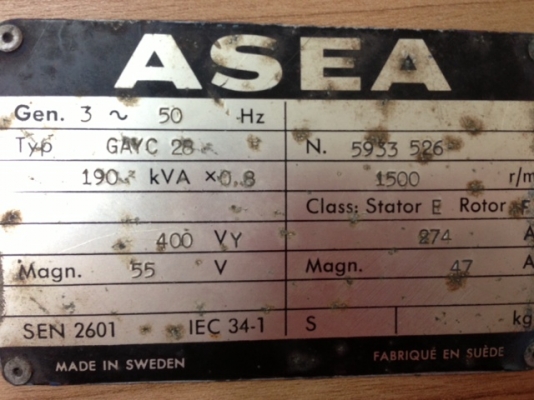 ASEA
Gen. 3 ~ 50 Hz
Typ GAYC 28 N. 5933 526
190 kVA ×0.8 1500 r/m
Class: Stator E Rotor F
400 V Y 274 A
Magn. 55 V Magn. 47 A
SEN 2601 IEC 34-1 S kg
MADE IN SWEDEN FABRIQUÉ EN SUÈDE